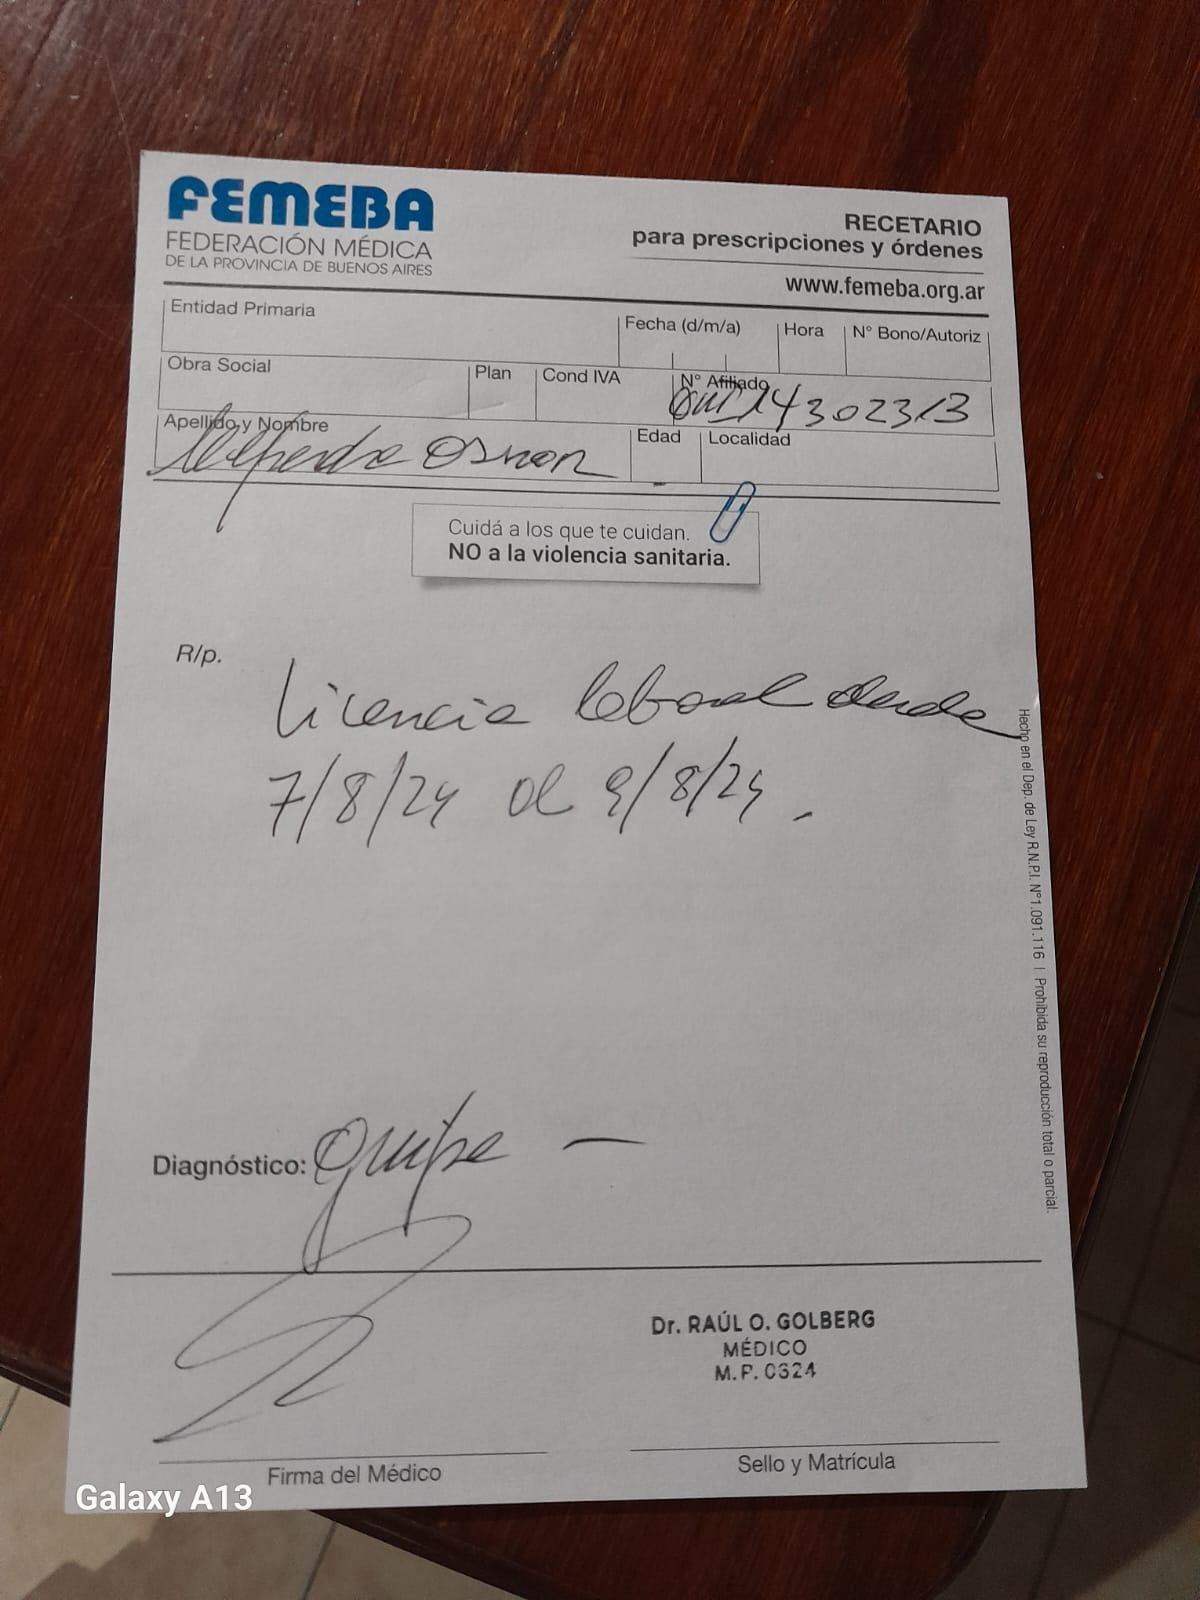 FEMEBA
FEDERACIÓN MÉDICA
DE LA PROVINCIA DE BUENOS AIRES
RECETARIO
para prescripciones y órdenes
www.femeba.org.ar
Entidad Primaria
Fecha (d/m/a)
Hora
N° Bono/Autoriz
Obra Social
Plan
Cond IVA
N° Afiliado
Apellido y Nombre
Edad
Localidad
Cuidá a los que te cuidan.
NO a la violencia sanitaria.
R/p.
Licencia laboral desde
7/8/24 al 9/8/24.
Diagnóstico: Gripe —
Dr. RAÚL O. GOLBERG
MÉDICO
M.P. 0324
Firma del Médico
Sello y Matrícula
Hecho en el Dep. de Ley R.N.P.I. N°1.091.116 | Prohibida su reproducción total o parcial.
Galaxy A13